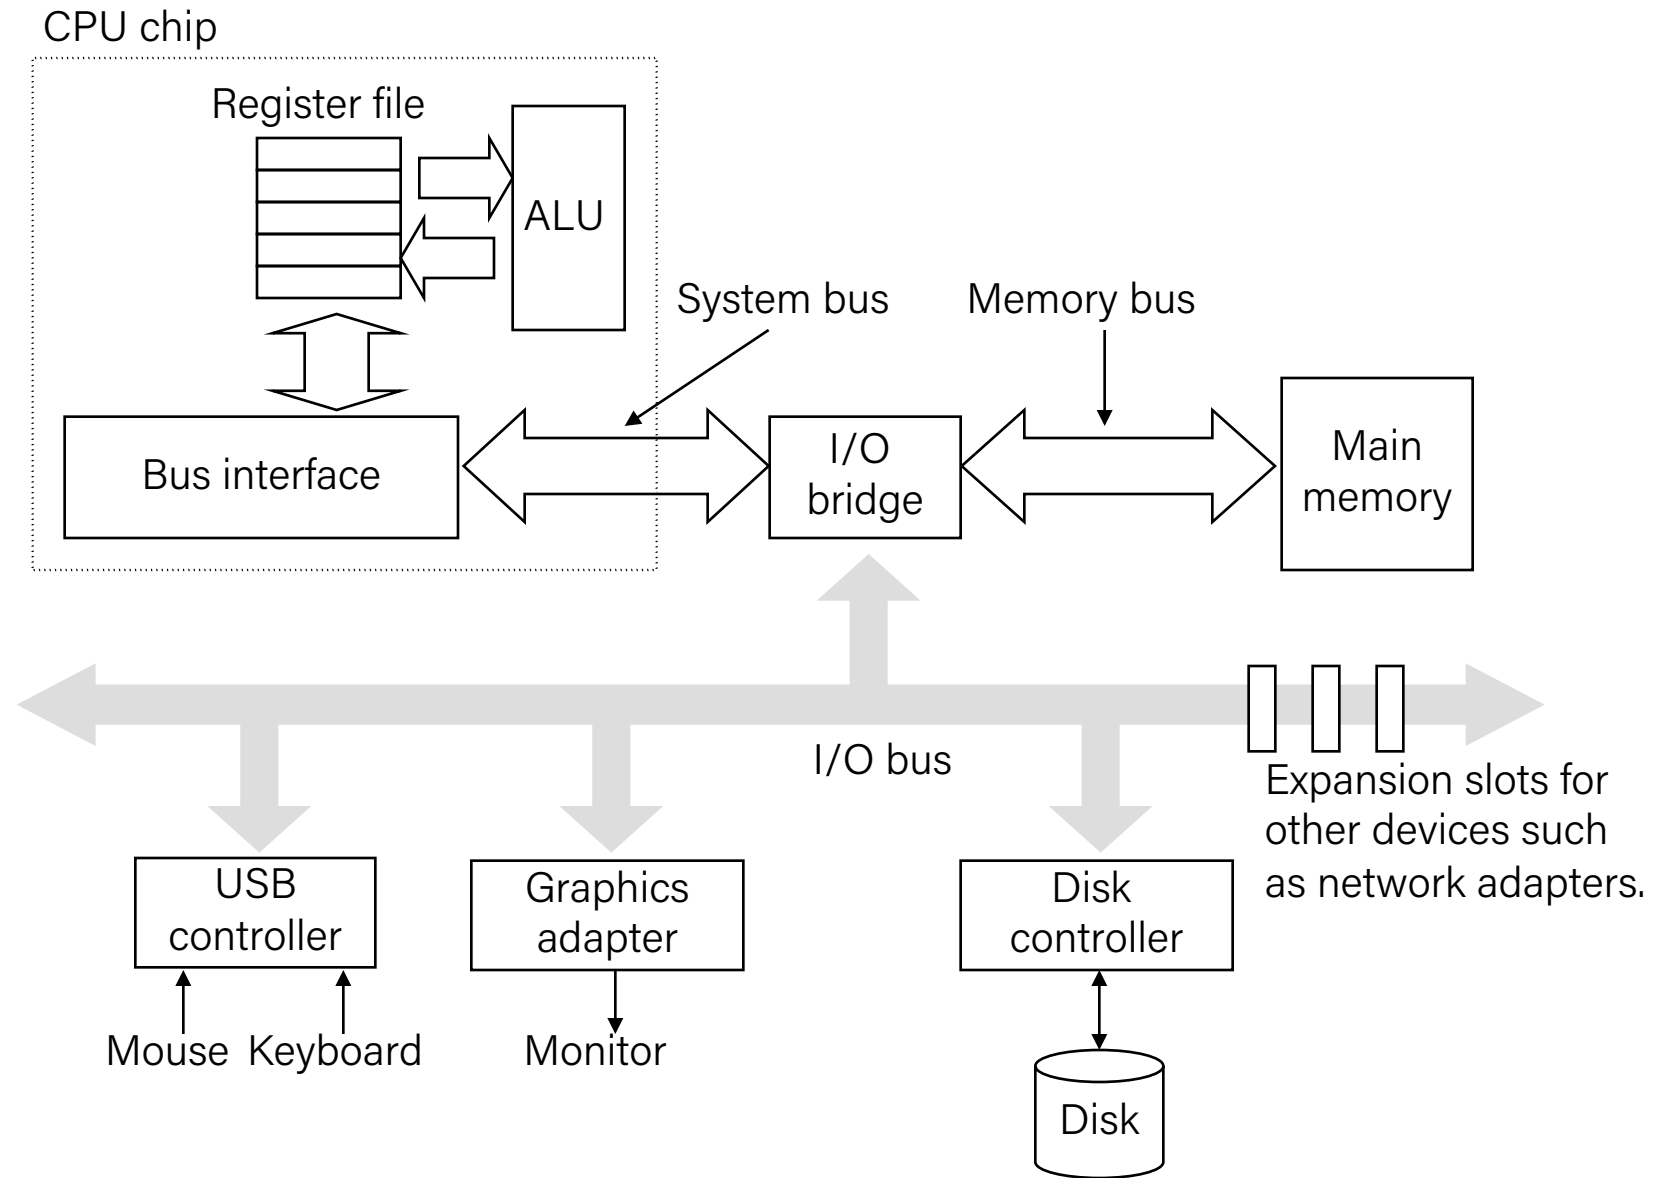 CPU chip
Register file
ALU
System bus
Memory bus
Bus interface
I/O
bridge
Main
memory
I/O bus
Expansion slots for
other devices such
as network adapters.
USB
controller
Graphics
adapter
Disk
controller
Mouse
Keyboard
Monitor
Disk